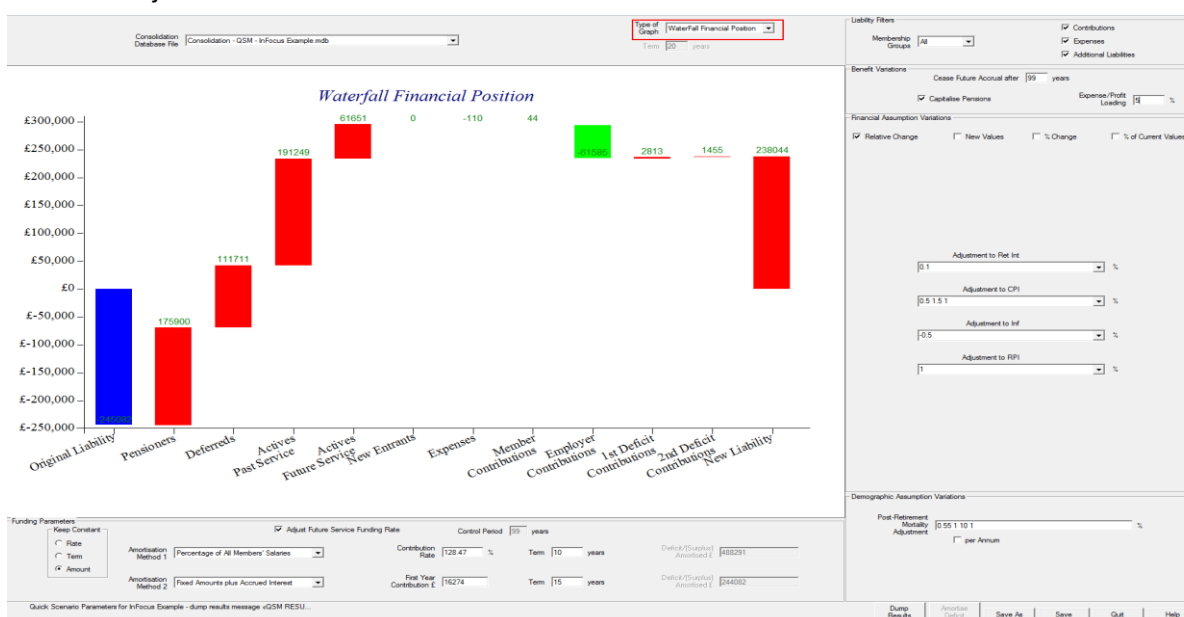 Consolidation
Database File
Consolidation - QSM - InFocus Example.mdb
Type of
Graph
WaterFall Financial Position
Term 20 years
Waterfall Financial Position
£300,000
£250,000
£200,000
£150,000
£100,000
£50,000
£0
£-50,000
£-100,000
£-150,000
£-200,000
£-250,000
175900
111711
191249
61651
0
-110
44
-61585
2813
1455
238044
Original Liability
Pensioners
Deferreds
Actives
Past Service
Actives
Future Service
New Entrants
Expenses
Member
Contributions
Employer
Contributions
1st Deficit
Contributions
2nd Deficit
Contributions
New Liability
Funding Parameters
Keep Constant
Rate
Term
Amount
Adjust Future Service Funding Rate
Control Period 99 years
Amortisation
Method 1
Percentage of All Members' Salaries
Contribution
Rate
128.47 %
Term 10 years
Deficit/(Surplus)
Amortised £
488291
Amortisation
Method 2
Fixed Amounts plus Accrued Interest
First Year
Contribution £
16274
Term 15 years
Deficit/(Surplus)
Amortised £
244082
Liability Filters
Membership
Groups
All
Contributions
Expenses
Additional Liabilities
Benefit Variations
Cease Future Accrual after 99 years
Capitalise Pensions
Expense/Profit
Loading
5 %
Financial Assumption Variations
Relative Change
New Values
% Change
% of Current Values
Adjustment to Ret Int
0.1 %
Adjustment to CPI
0.5 1.5 1 %
Adjustment to Inf
-0.5 %
Adjustment to RPI
1 %
Demographic Assumption Variations
Post-Retirement
Mortality
Adjustment
0.55 1 10 1 %
per Annum
Quick Scenario Parameters for InFocus Example - dump results message «QSM RESU...
Dump
Results
Amortise
Deficit
Save As
Save
Quit
Help